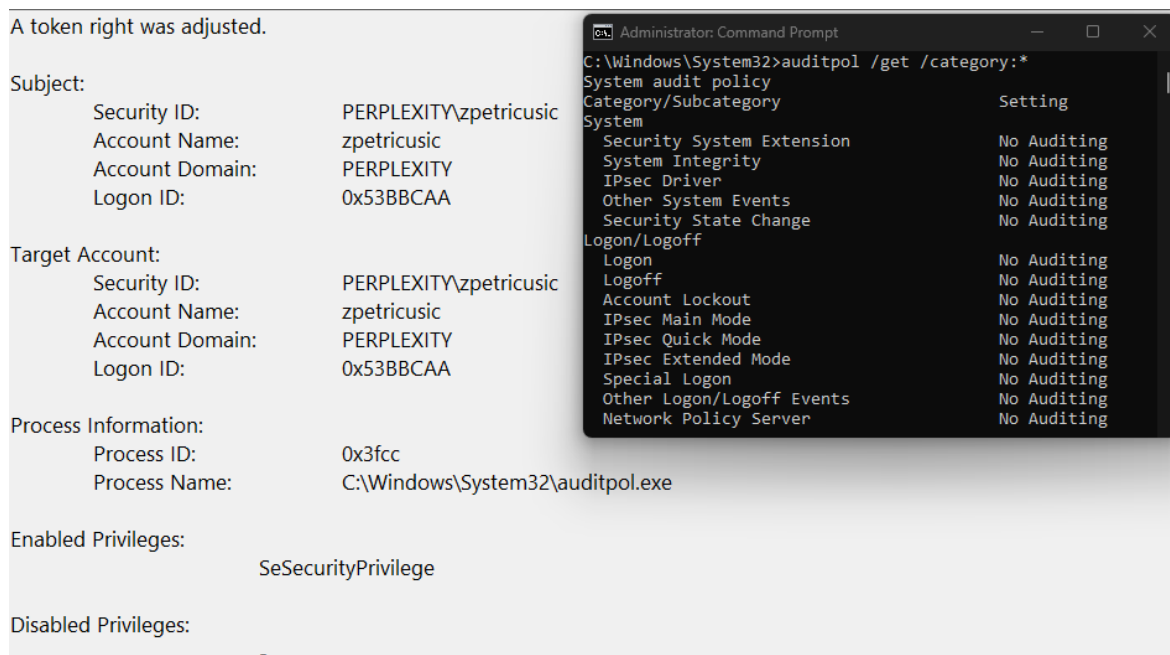 A token right was adjusted.
Subject:
Security ID: PERPLEXITY\zpetricusic
Account Name: zpetricusic
Account Domain: PERPLEXITY
Logon ID: 0x53BBCAA
Target Account:
Security ID: PERPLEXITY\zpetricusic
Account Name: zpetricusic
Account Domain: PERPLEXITY
Logon ID: 0x53BBCAA
Process Information:
Process ID: 0x3fcc
Process Name: C:\Windows\System32\auditpol.exe
Enabled Privileges:
SeSecurityPrivilege
Disabled Privileges:
Administrator: Command Prompt
C:\Windows\System32>auditpol /get /category:*
System audit policy
Category/Subcategory Setting
System
Security System Extension No Auditing
System Integrity No Auditing
IPsec Driver No Auditing
Other System Events No Auditing
Security State Change No Auditing
Logon/Logoff
Logon No Auditing
Logoff No Auditing
Account Lockout No Auditing
IPsec Main Mode No Auditing
IPsec Quick Mode No Auditing
IPsec Extended Mode No Auditing
Special Logon No Auditing
Other Logon/Logoff Events No Auditing
Network Policy Server No Auditing